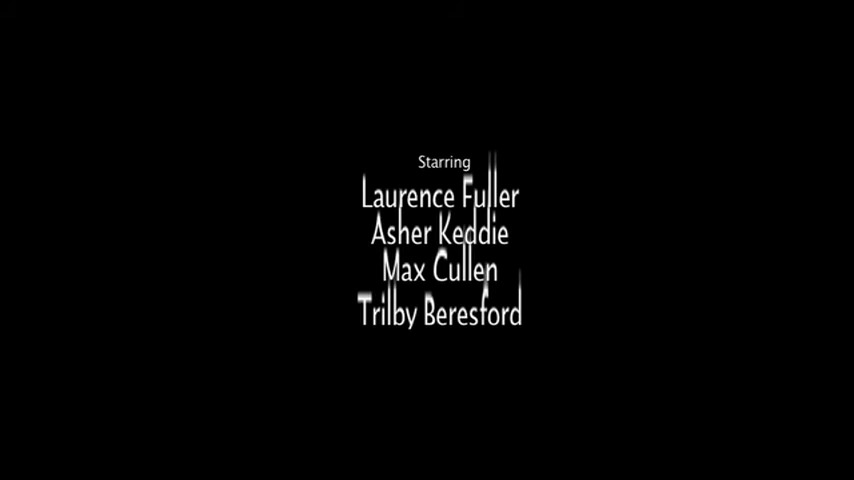 Starring
Laurence Fuller
Asher Keddie
Max Cullen
Trilby Beresford